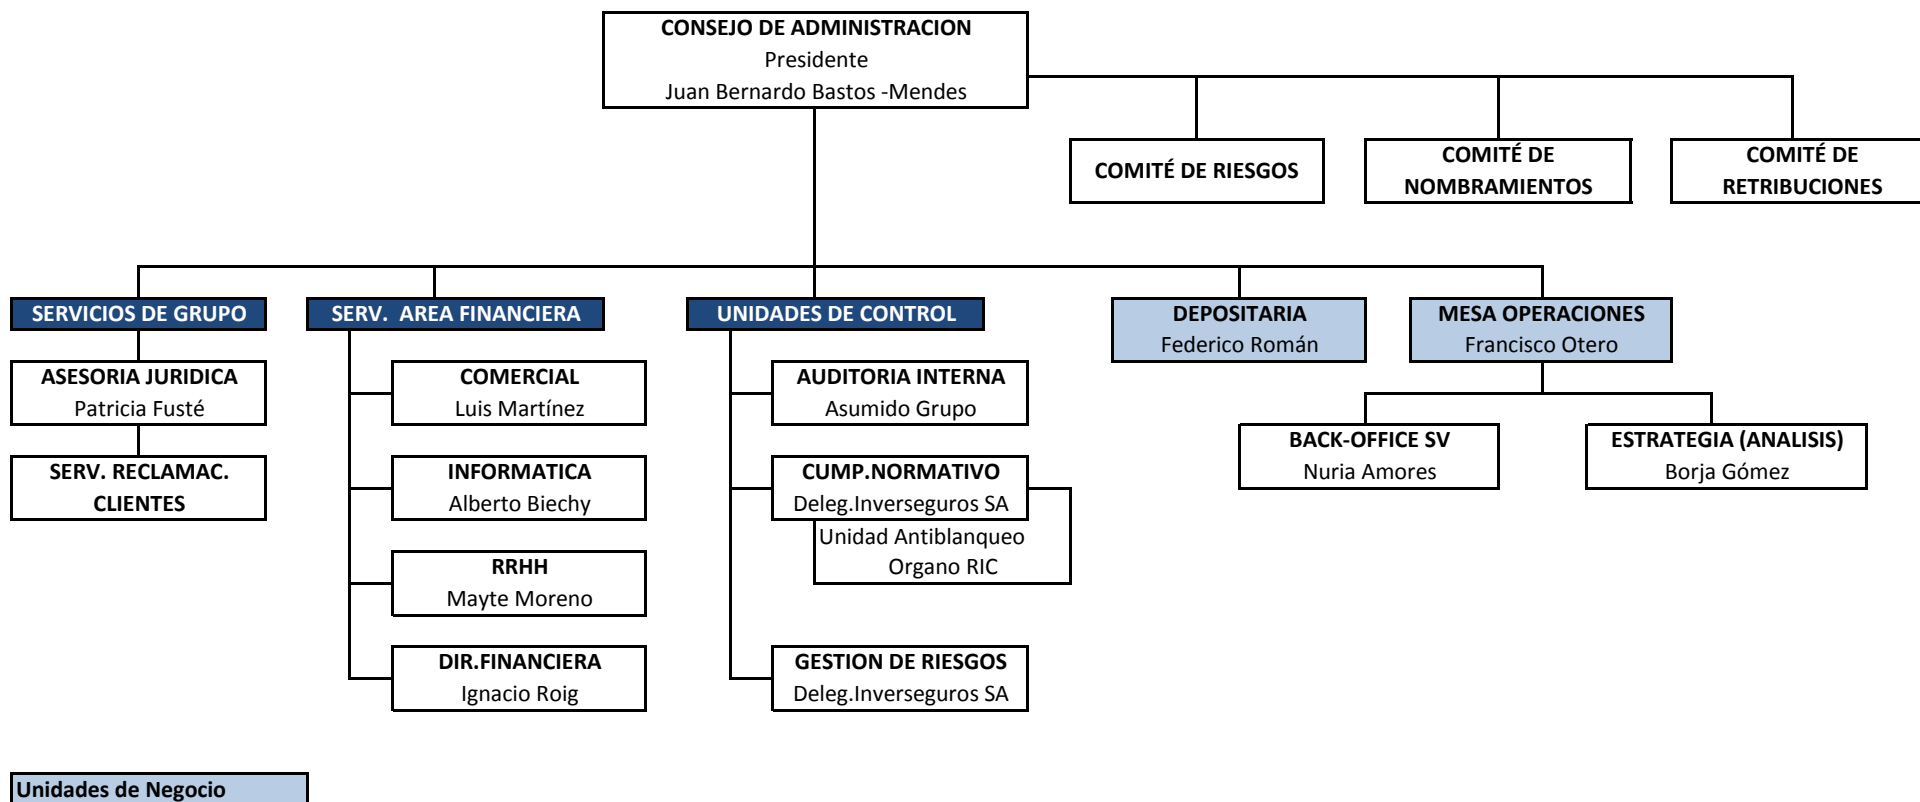 CONSEJO DE ADMINISTRACION
Presidente
Juan Bernardo Bastos -Mendes
COMITÉ DE RIESGOS
COMITÉ DE
NOMBRAMIENTOS
COMITÉ DE
RETRIBUCIONES
SERVICIOS DE GRUPO
ASESORIA JURIDICA
Patricia Fusté
SERV. RECLAMAC.
CLIENTES
SERV. AREA FINANCIERA
COMERCIAL
Luis Martínez
INFORMATICA
Alberto Biechy
RRHH
Mayte Moreno
DIR.FINANCIERA
Ignacio Roig
UNIDADES DE CONTROL
AUDITORIA INTERNA
Asumido Grupo
CUMP.NORMATIVO
Deleg.Inverseguros SA
Unidad Antiblanqueo
Organo RIC
GESTION DE RIESGOS
Deleg.Inverseguros SA
DEPOSITARIA
Federico Román
MESA OPERACIONES
Francisco Otero
BACK-OFFICE SV
Nuria Amores
ESTRATEGIA (ANALISIS)
Borja Gómez
Unidades de Negocio